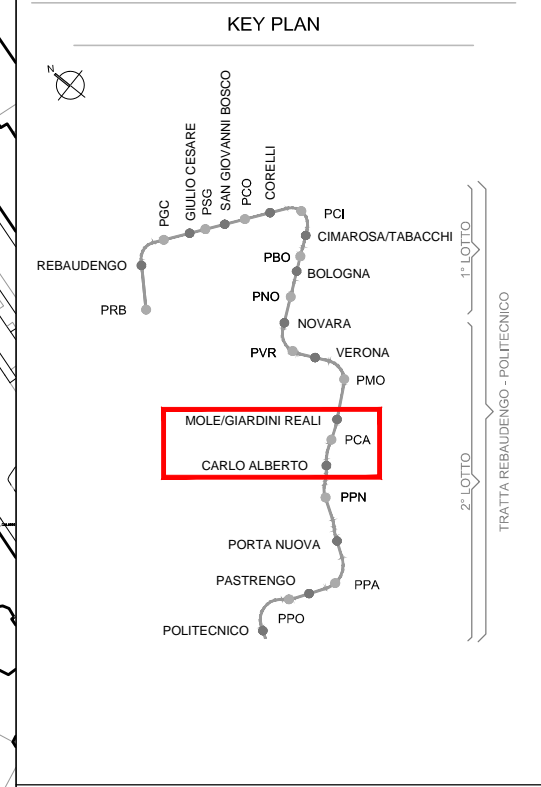 KEY PLAN
N
PGC
GIULIO CESARE
PSG
SAN GIOVANNI BOSCO
PCO
CORELLI
PCI
CIMAROSA/TABACCHI
REBAUDENGO
PBO
BOLOGNA
PRB
PNO
NOVARA
PVR
VERONA
PMO
MOLE/GIARDINI REALI
PCA
CARLO ALBERTO
PPN
PORTA NUOVA
PASTRENGO
PPA
PPO
POLITECNICO
1° LOTTO
2° LOTTO
TRATTA REBAUDENGO - POLITECNICO